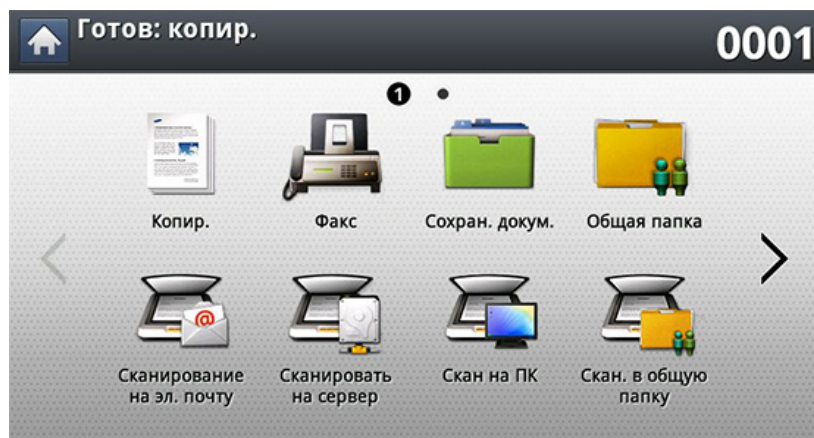 Готов: копир.
0001
1
Копир.
Факс
Сохран. докум.
Общая папка
Сканирование
на эл. почту
Сканировать
на сервер
Скан на ПК
Скан. в общую
папку
@